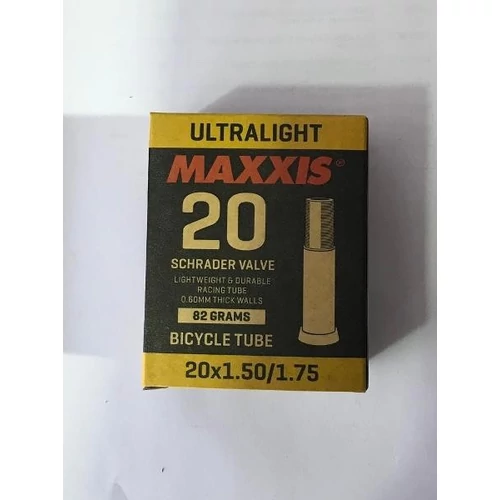 ULTRALIGHT
MAXXIS®
20
SCHRADER VALVE
LIGHTWEIGHT & DURABLE
RACING TUBE
0.60MM THICK WALLS
82 GRAMS
BICYCLE TUBE
20x1.50/1.75